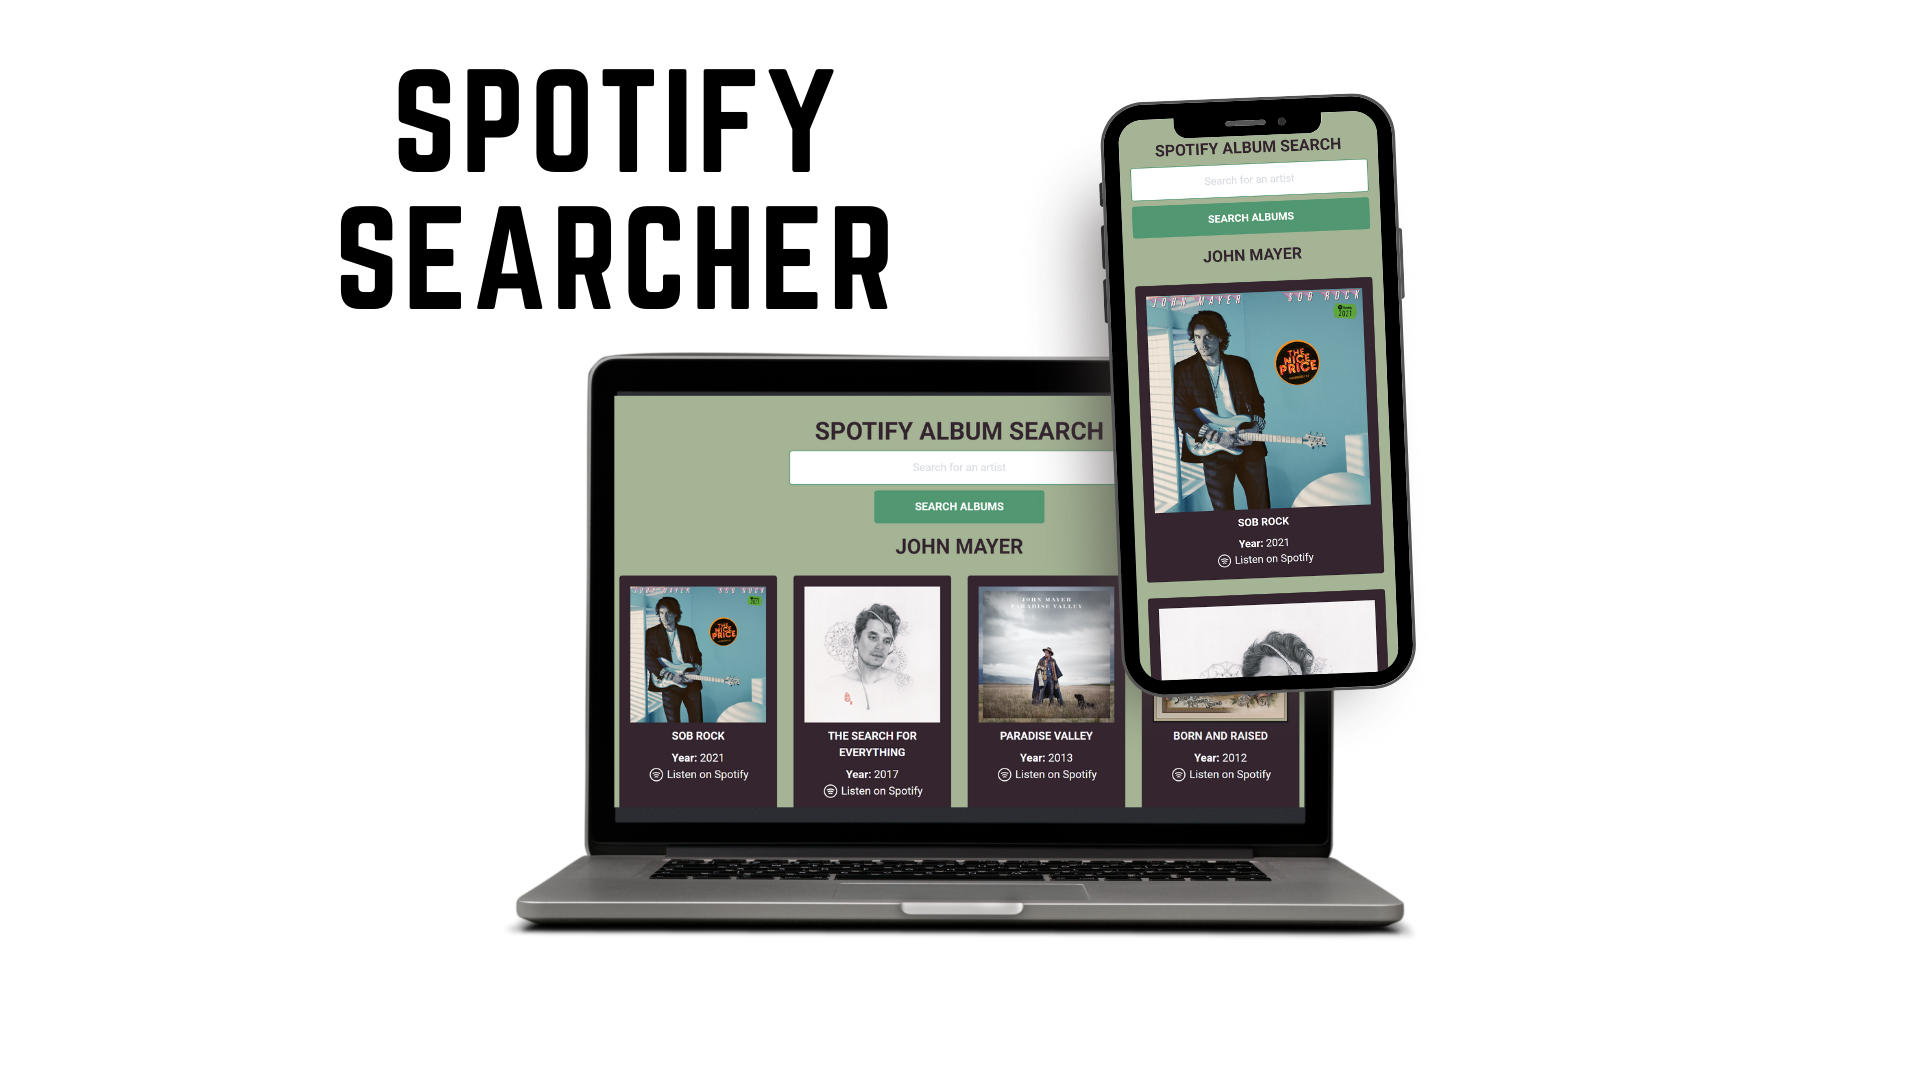 SPOTIFY
SEARCHER
SPOTIFY ALBUM SEARCH
Search for an artist
SEARCH ALBUMS
JOHN MAYER
JOHN MAYER SOB ROCK
2021
THE
NICE
PRICE
SOB ROCK
Year: 2021
Listen on Spotify
SPOTIFY ALBUM SEARCH
Search for an artist
SEARCH ALBUMS
JOHN MAYER
JOHN MAYER SOB ROCK
2021
THE
NICE
PRICE
SOB ROCK
Year: 2021
Listen on Spotify
THE SEARCH FOR
EVERYTHING
Year: 2017
Listen on Spotify
JOHN MAYER
PARADISE VALLEY
PARADISE VALLEY
Year: 2013
Listen on Spotify
BORN AND RAISED
Year: 2012
Listen on Spotify